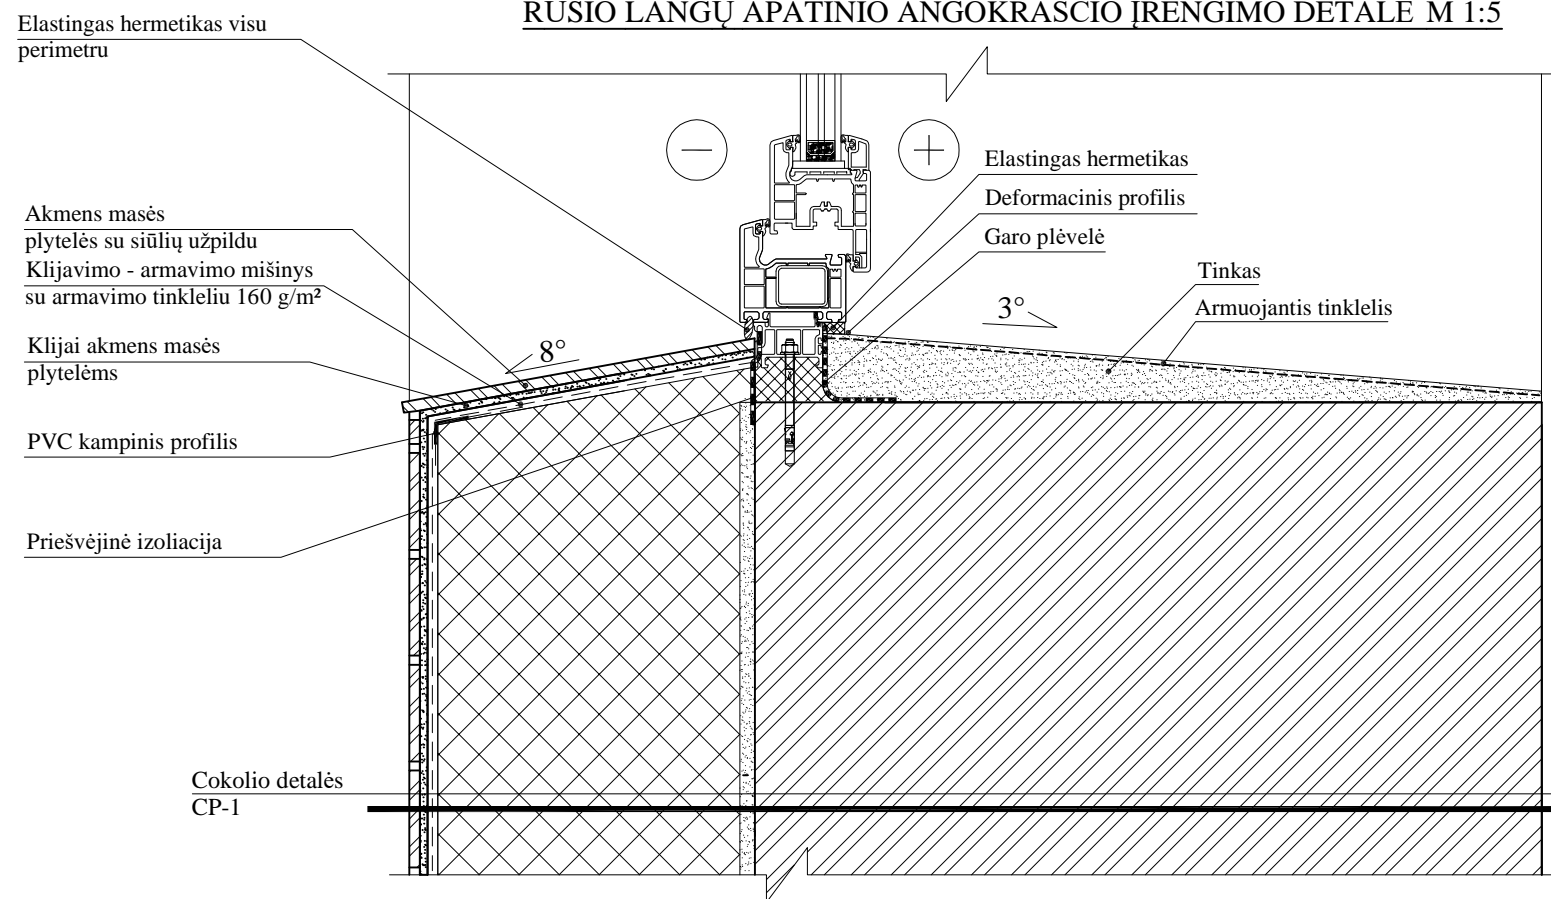 RŪSIO LANGŲ APATINIO ANGOKRAŠČIO ĮRENGIMO DETALĖ M 1:5
Elastingas hermetikas visu
perimetru
Akmens masės
plytelės su siūlių užpildu
Klijavimo - armavimo mišinys
su armavimo tinkleliu 160 g/m²
Klijai akmens masės
plytelėms
PVC kampinis profilis
Priešvėjinė izoliacija
Cokolio detalės
CP-1
8°
Elastingas hermetikas
Deformacinis profilis
Garo plėvelė
3°
Tinkas
Armuojantis tinklelis